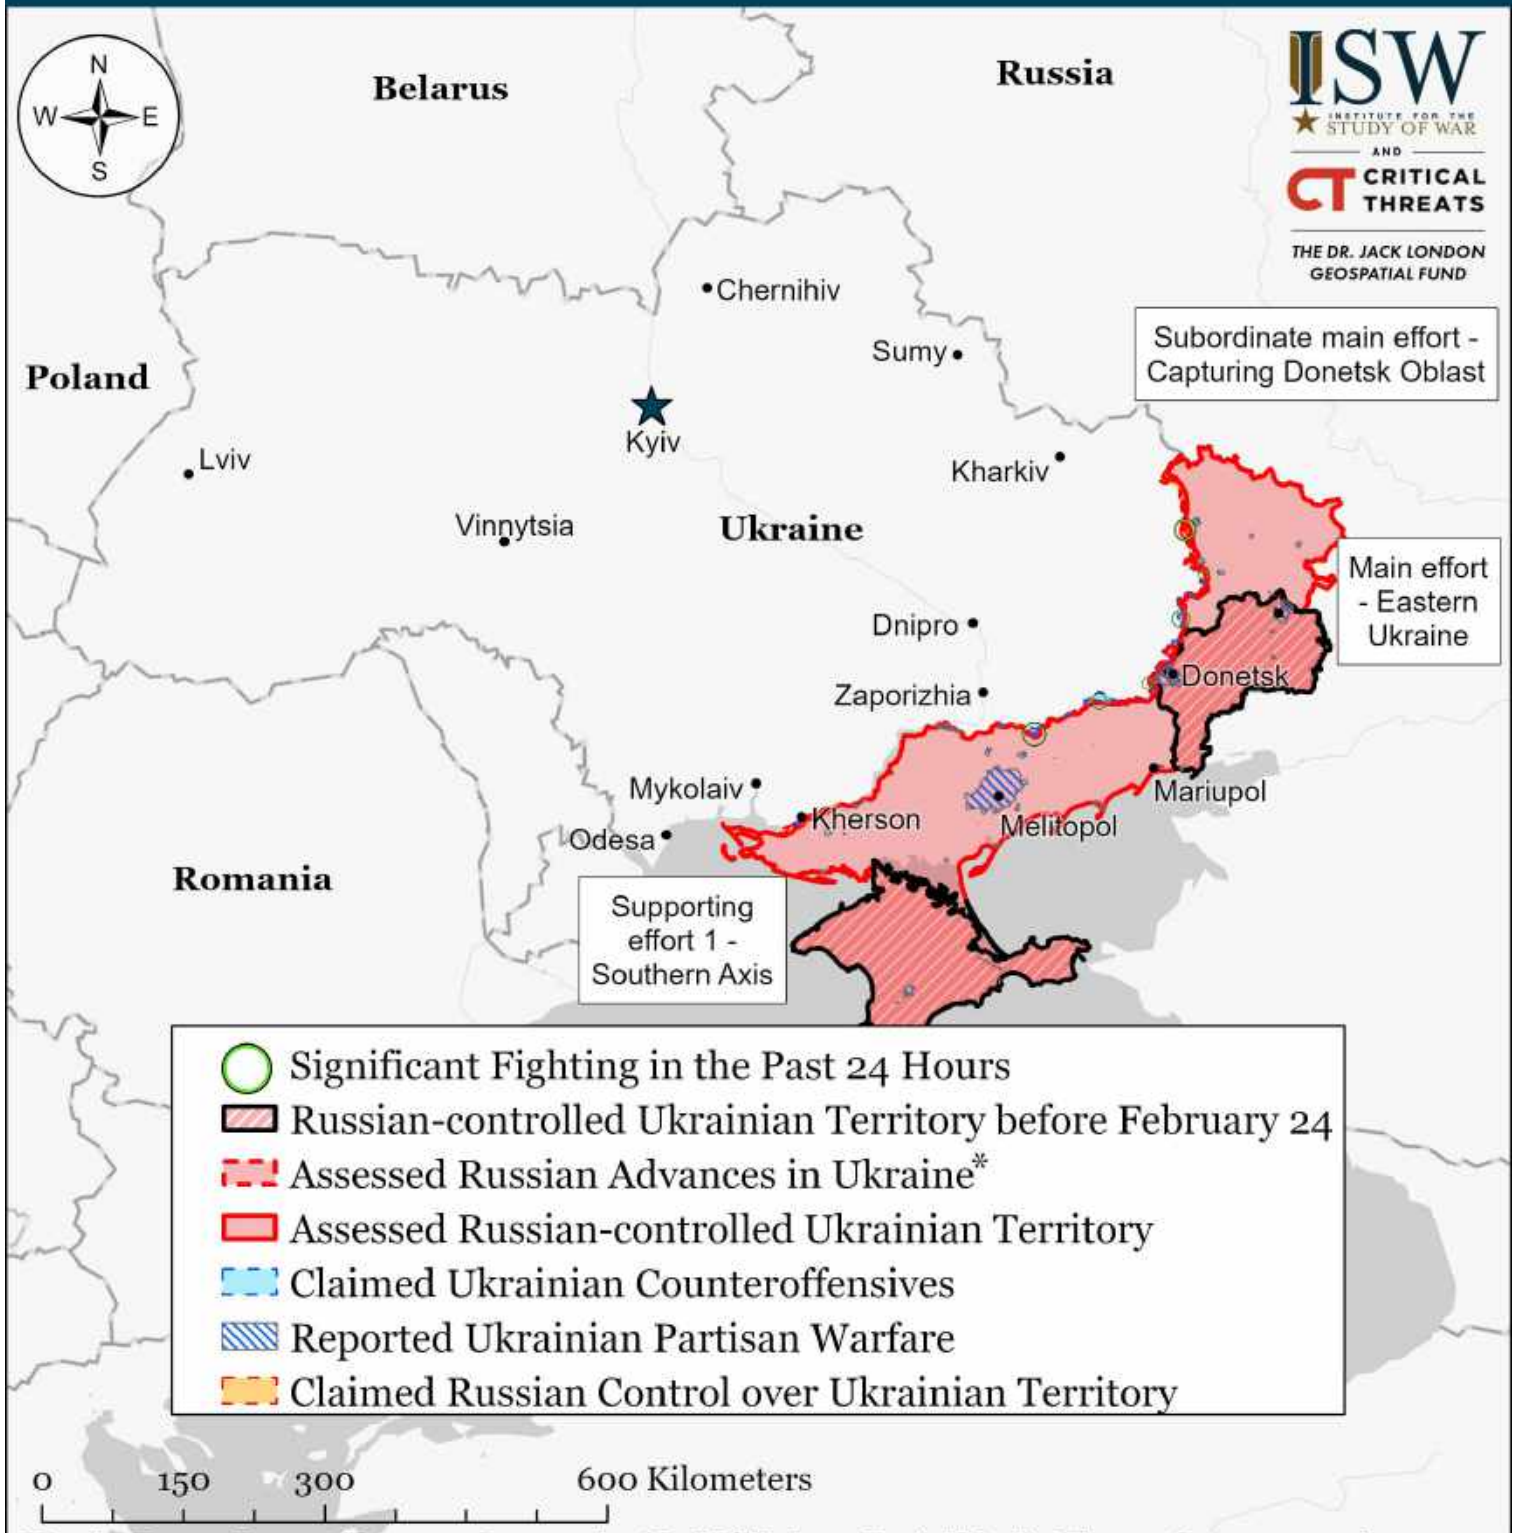 N
W E
S
Belarus
Russia
ISW
INSTITUTE FOR THE
STUDY OF WAR
AND
CT CRITICAL
THREATS
THE DR. JACK LONDON
GEOSPATIAL FUND
Chernihiv
Subordinate main effort -
Capturing Donetsk Oblast
Sumy
Poland
Kyiv
Lviv
Kharkiv
Vinnytsia
Ukraine
Main effort
- Eastern
Ukraine
Dnipro
Donetsk
Zaporizhia
Mykolaiv
Mariupol
Kherson
Melitopol
Odesa
Romania
Supporting
effort 1 -
Southern Axis
Significant Fighting in the Past 24 Hours
Russian-controlled Ukrainian Territory before February 24
Assessed Russian Advances in Ukraine*
Assessed Russian-controlled Ukrainian Territory
Claimed Ukrainian Counteroffensives
Reported Ukrainian Partisan Warfare
Claimed Russian Control over Ukrainian Territory
0 150 300 600 Kilometers